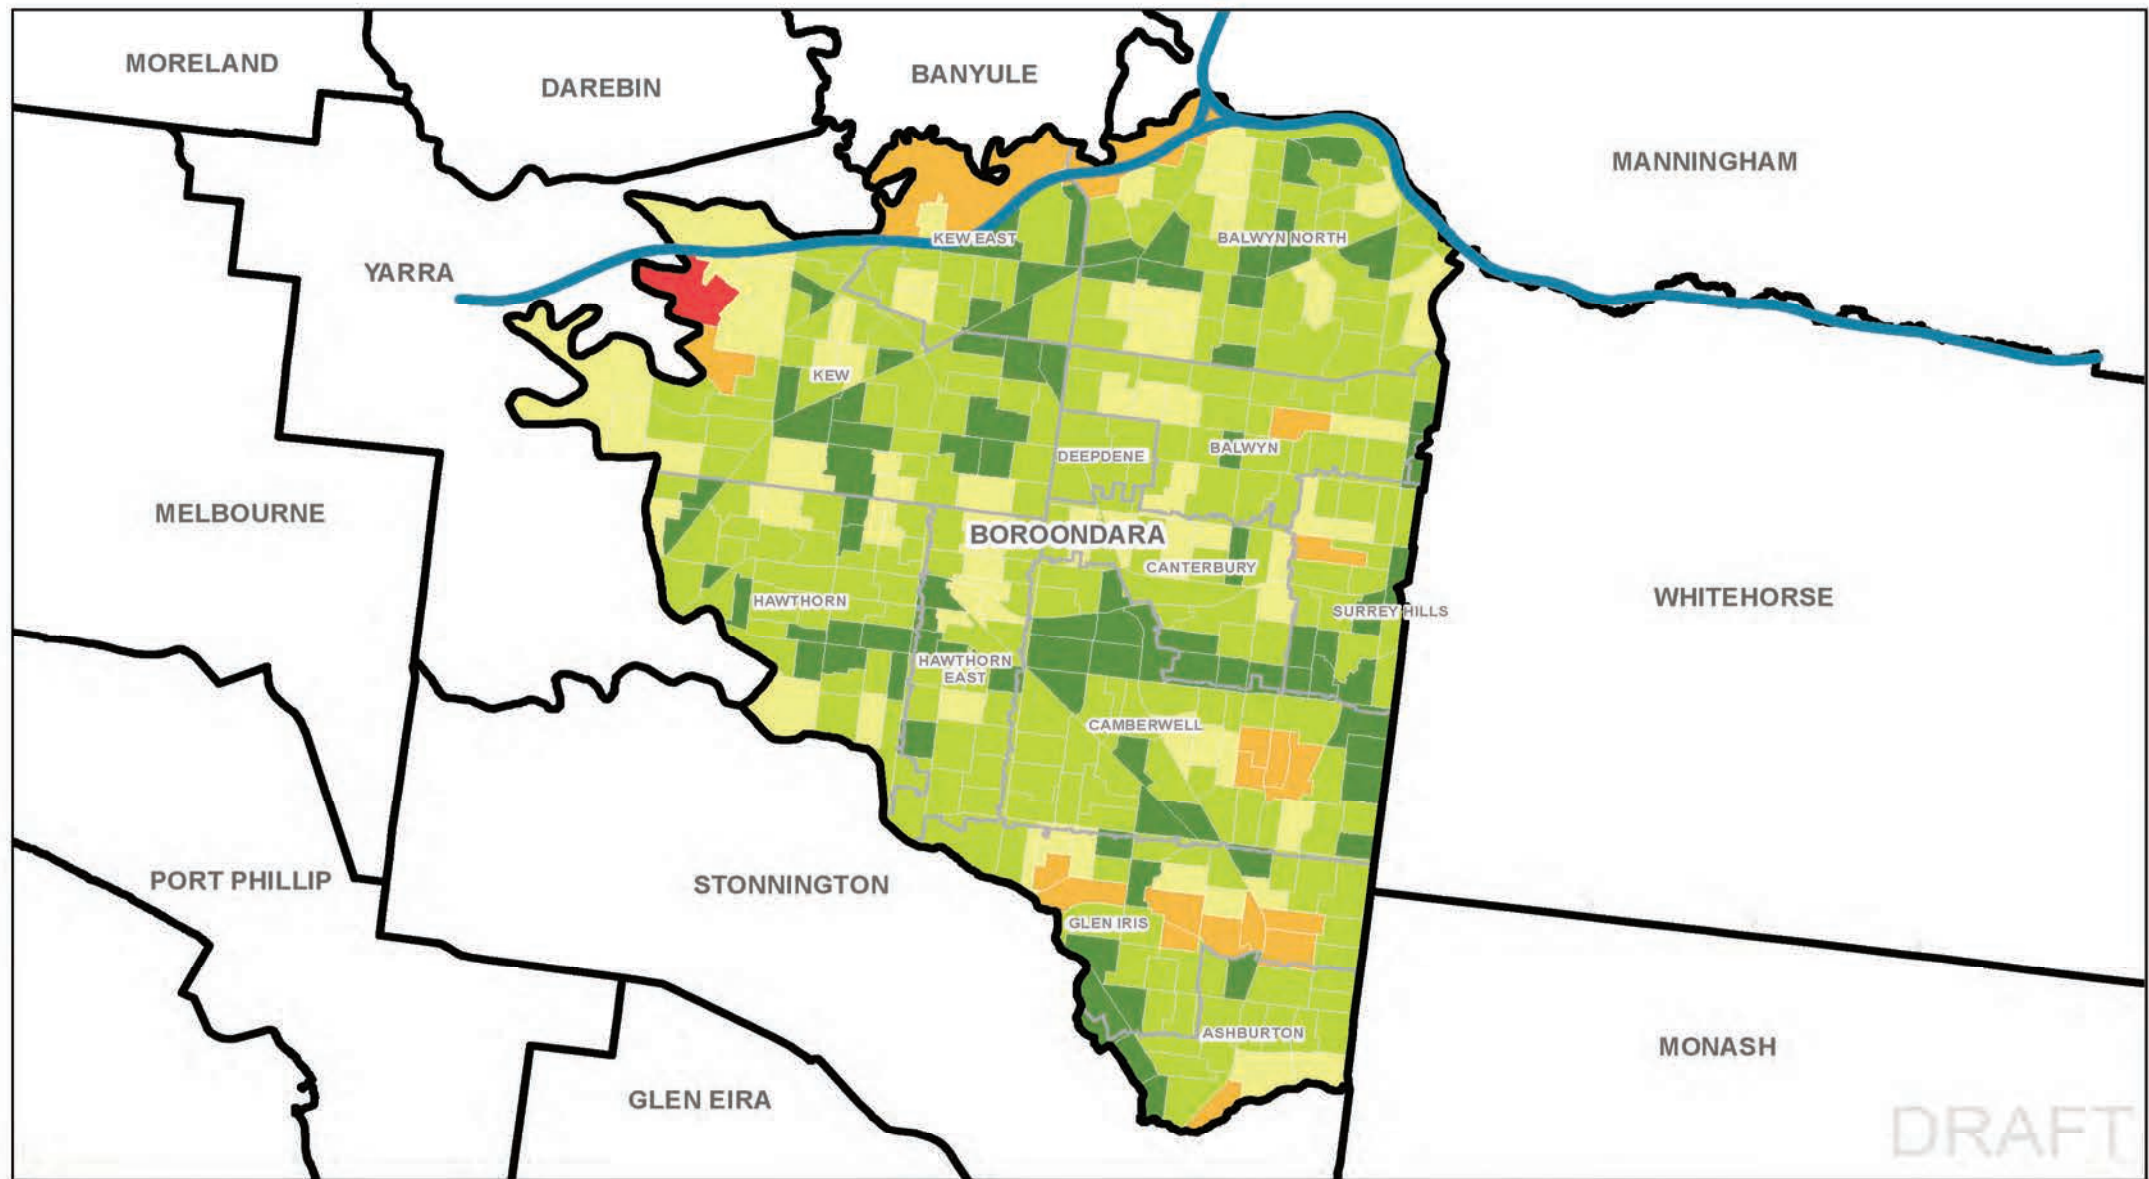 MORELAND
DAREBIN
BANYULE
MANNINGHAM
YARRA
KEW EAST
BALWYN NORTH
KEW
DEEPDENE
BALWYN
MELBOURNE
BOROONDARA
CANTERBURY
HAWTHORN
SURREY HILLS
WHITEHORSE
HAWTHORN
EAST
CAMBERWELL
PORT PHILLIP
STONNINGTON
GLEN IRIS
ASHBURTON
MONASH
GLEN EIRA
DRAFT